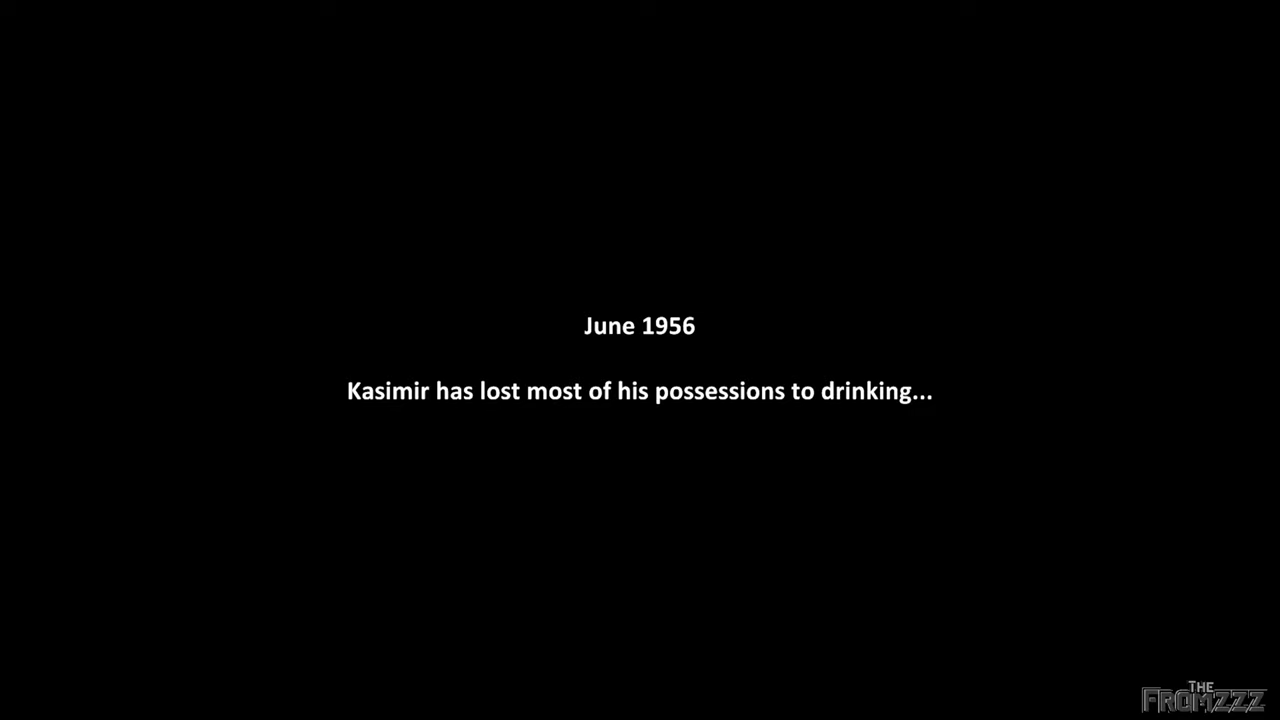 June 1956
Kasimir has lost most of his possessions to drinking...
THE
FROMZZZ